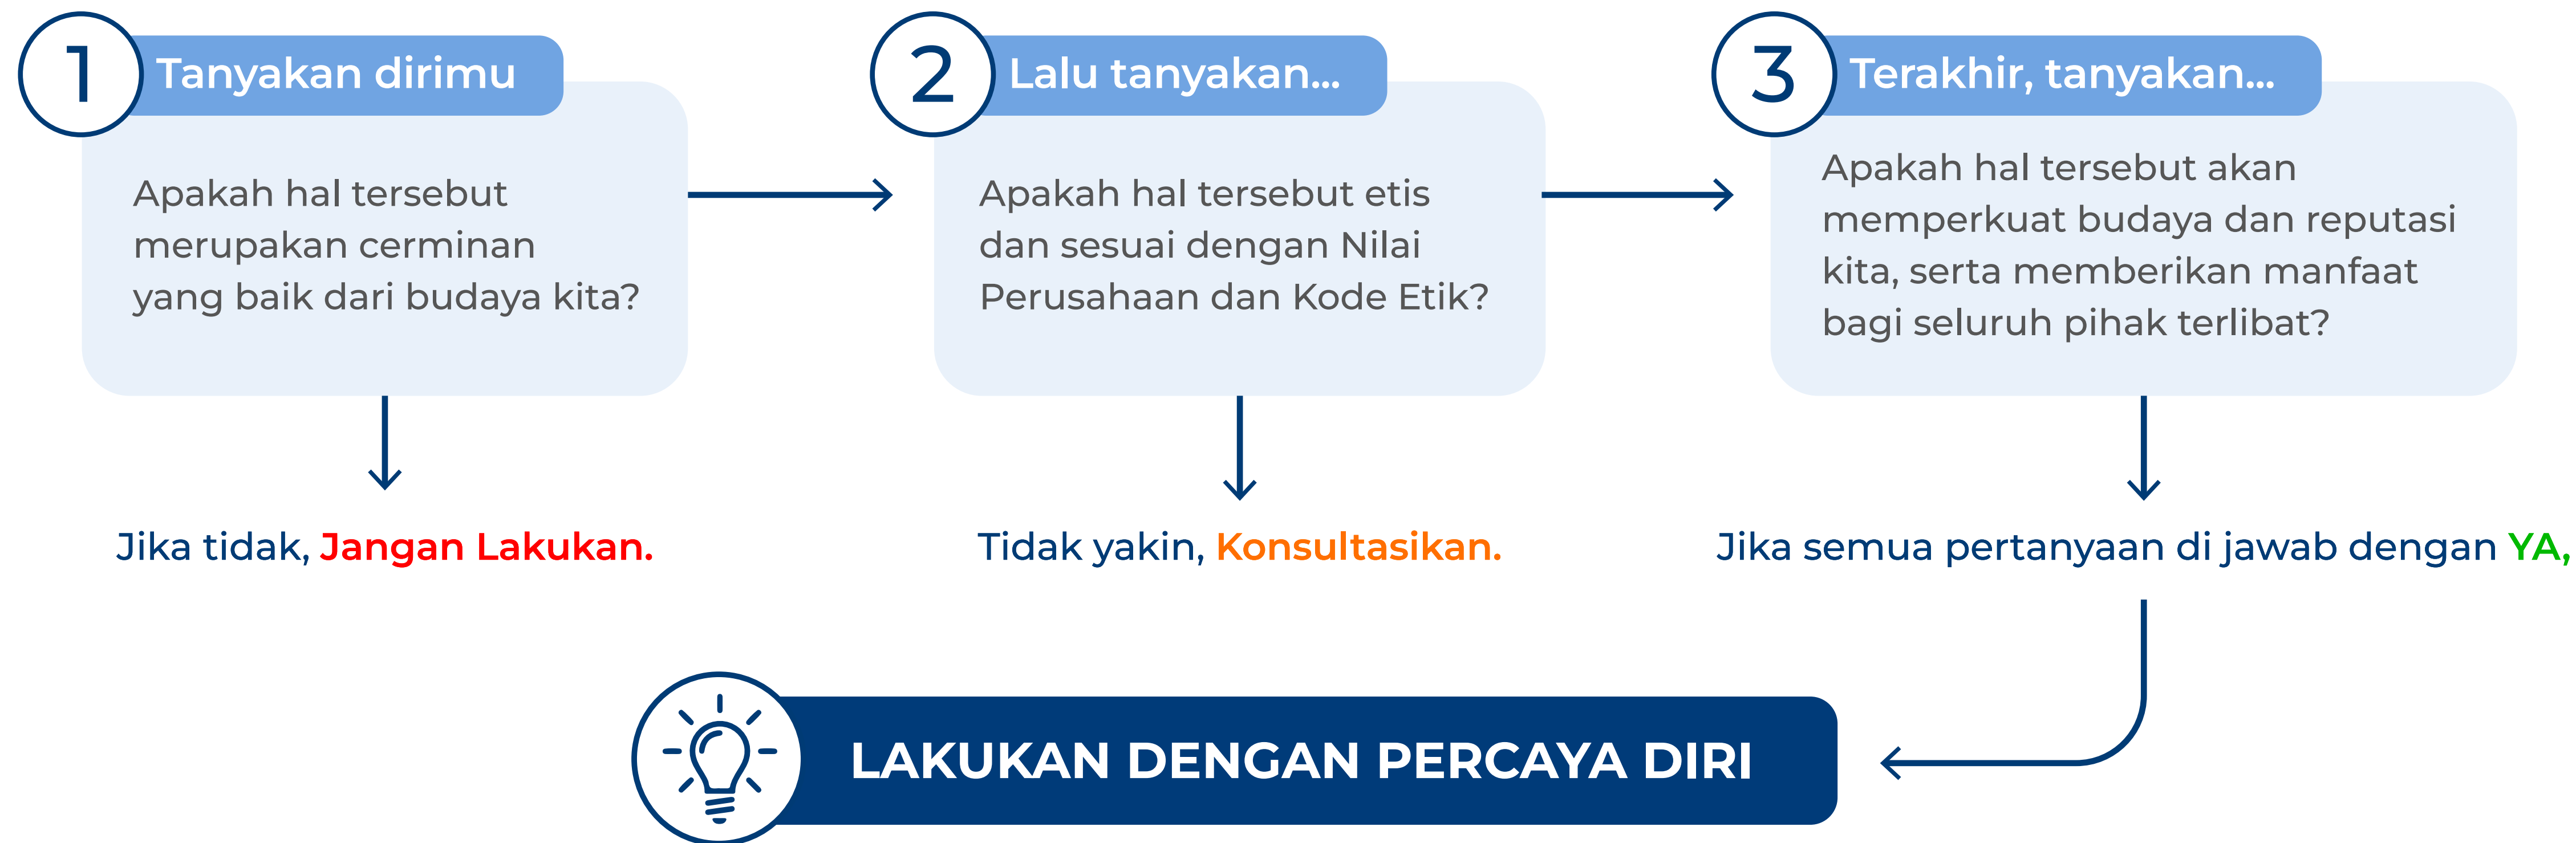 1
Tanyakan dirimu
Apakah hal tersebut
merupakan cerminan
yang baik dari budaya kita?
Jika tidak, Jangan Lakukan.
2
Lalu tanyakan...
Apakah hal tersebut etis
dan sesuai dengan Nilai
Perusahaan dan Kode Etik?
Tidak yakin, Konsultasikan.
3
Terakhir, tanyakan...
Apakah hal tersebut akan
memperkuat budaya dan reputasi
kita, serta memberikan manfaat
bagi seluruh pihak terlibat?
Jika semua pertanyaan di jawab dengan YA,
LAKUKAN DENGAN PERCAYA DIRI